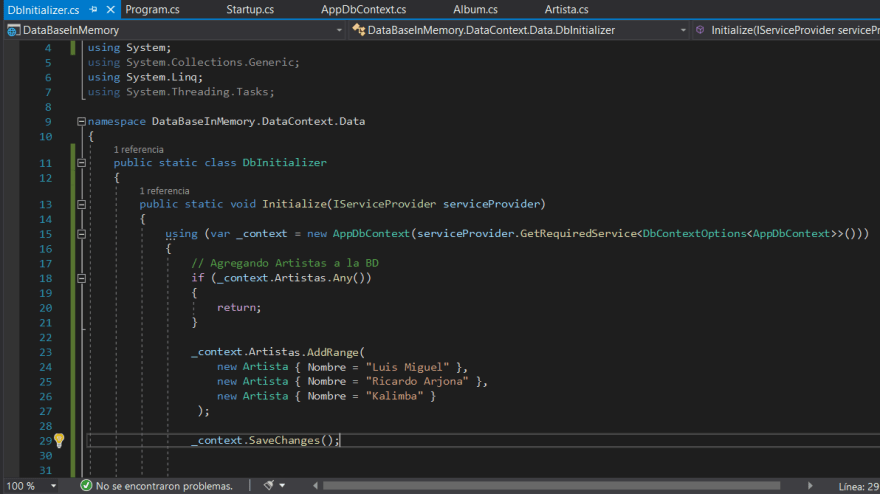 DbInitializer.cs Program.cs Startup.cs AppDbContext.cs Album.cs Artista.cs
DataBaseInMemory DataBaseInMemory.DataContext.Data.DbInitializer Initialize(IServiceProvider servicePr
4 using System;
5 using System.Collections.Generic;
6 using System.Linq;
7 using System.Threading.Tasks;
8
9 namespace DataBaseInMemory.DataContext.Data
10 {
1 referencia
11 public static class DbInitializer
12 {
1 referencia
13 public static void Initialize(IServiceProvider serviceProvider)
14 {
15 using (var _context = new AppDbContext(serviceProvider.GetRequiredService<DbContextOptions<AppDbContext>>()))
16 {
17 // Agregando Artistas a la BD
18 if (_context.Artistas.Any())
19 {
20 return;
21 }
22
23 _context.Artistas.AddRange(
24 new Artista { Nombre = "Luis Miguel" },
25 new Artista { Nombre = "Ricardo Arjona" },
26 new Artista { Nombre = "Kalimba" }
27 );
28
29 _context.SaveChanges();
30
31
100 % No se encontraron problemas. Línea: 29